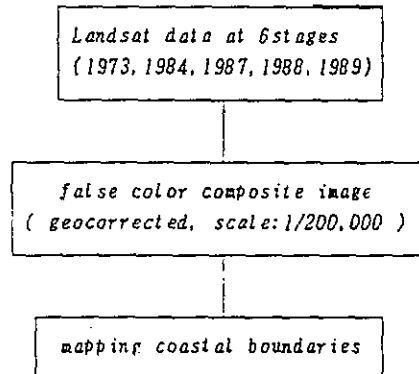 Landsat data at 6stages
(1973, 1984, 1987, 1988, 1989)
false color composite image
( geocorrected, scale:1/200,000 )
mapping coastal boundaries